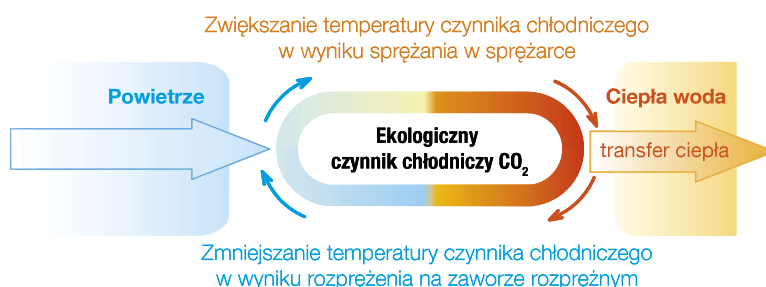 Zwiększanie temperatury czynnika chłodniczego
w wyniku sprężania w sprężarce
Powietrze
Ciepła woda
Ekologiczny
czynnik chłodniczy CO₂
transfer ciepła
Zmniejszanie temperatury czynnika chłodniczego
w wyniku rozprężenia na zaworze rozprężnym